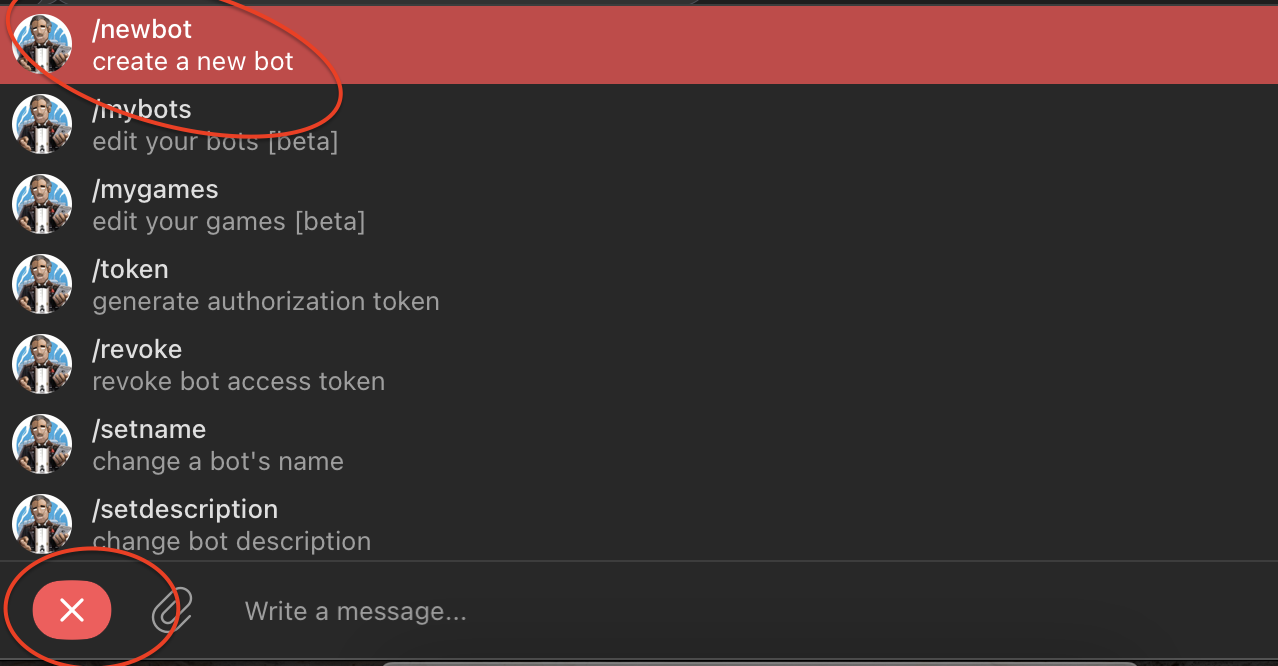 /newbot
create a new bot
/mybots
edit your bots [beta]
/mygames
edit your games [beta]
/token
generate authorization token
/revoke
revoke bot access token
/setname
change a bot's name
/setdescription
change bot description
Write a message...